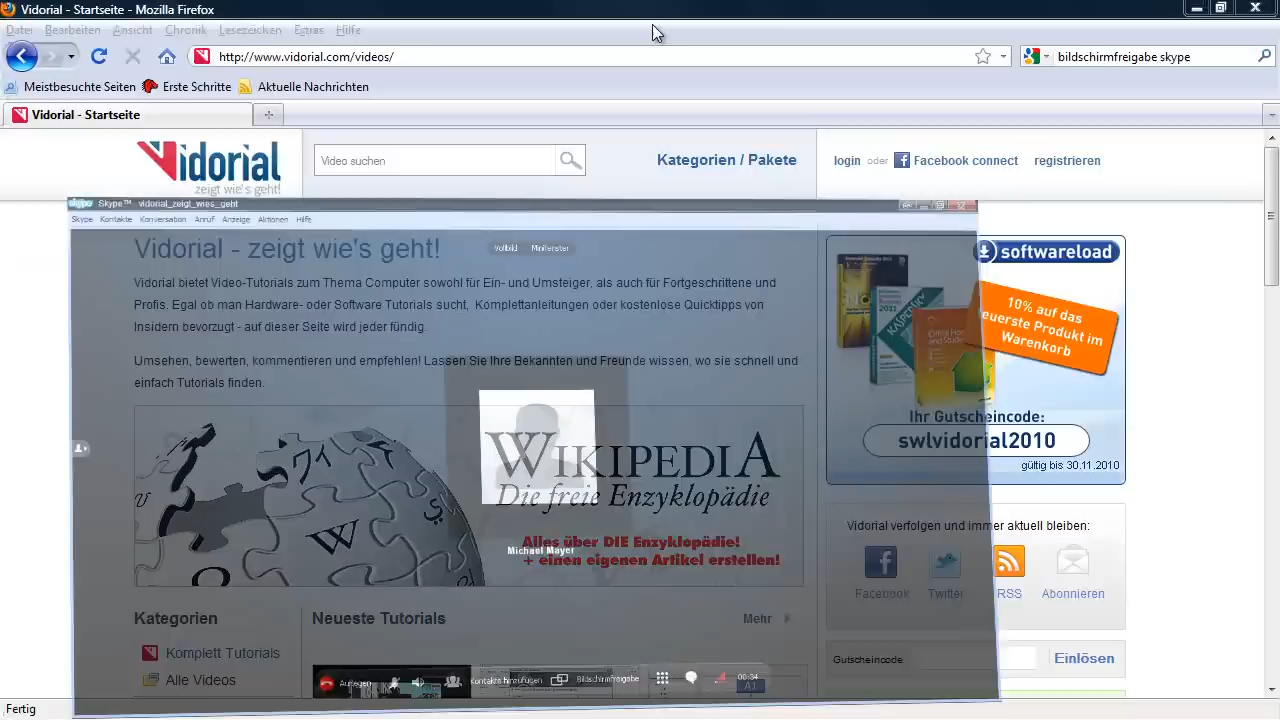 Vidorial - Startseite - Mozilla Firefox
Datei Bearbeiten Ansicht Chronik Lesezeichen Extras Hilfe
http://www.vidorial.com/videos/
bildschirmfreigabe skype
Meistbesuchte Seiten Erste Schritte Aktuelle Nachrichten
Vidorial - Startseite
Vidorial
zeigt wie's geht!
Video suchen
Kategorien / Pakete
login oder Facebook connect registrieren
Skype™ vidorial_zeigt_wies_geht
Skype Kontakte Konversation Anruf Anzeige Aktionen Hilfe
Vidorial - zeigt wie's geht!
Vollbild Minifenster
Vidorial bietet Video-Tutorials zum Thema Computer sowohl für Ein- und Umsteiger, als auch für Fortgeschrittene und
Profis. Egal ob man Hardware- oder Software Tutorials sucht, Komplettanleitungen oder kostenlose Quicktipps von
Insidern bevorzugt - auf dieser Seite wird jeder fündig.
Umsehen, bewerten, kommentieren und empfehlen! Lassen Sie Ihre Bekannten und Freunde wissen, wo sie schnell und
einfach Tutorials finden.
softwareload
10% auf das
neuerste Produkt im
Warenkorb
KASPERSKY
2011
Ihr Gutscheincode:
swlvidorial2010
gültig bis 30.11.2010
WIKIPEDIA
Die freie Enzyklopädie
Alles über DIE Enzyklopädie!
+ einen eigenen Artikel erstellen!
W
Michael Mayer
Vidorial verfolgen und immer aktuell bleiben:
Facebook Twitter RSS Abonnieren
Kategorien
Neueste Tutorials
Mehr
Komplett Tutorials
Alle Videos
Gutscheincode:
Einlösen
Auflegen Kontakte hinzufügen Bildschirmfreigabe 00:34
A1
Fertig